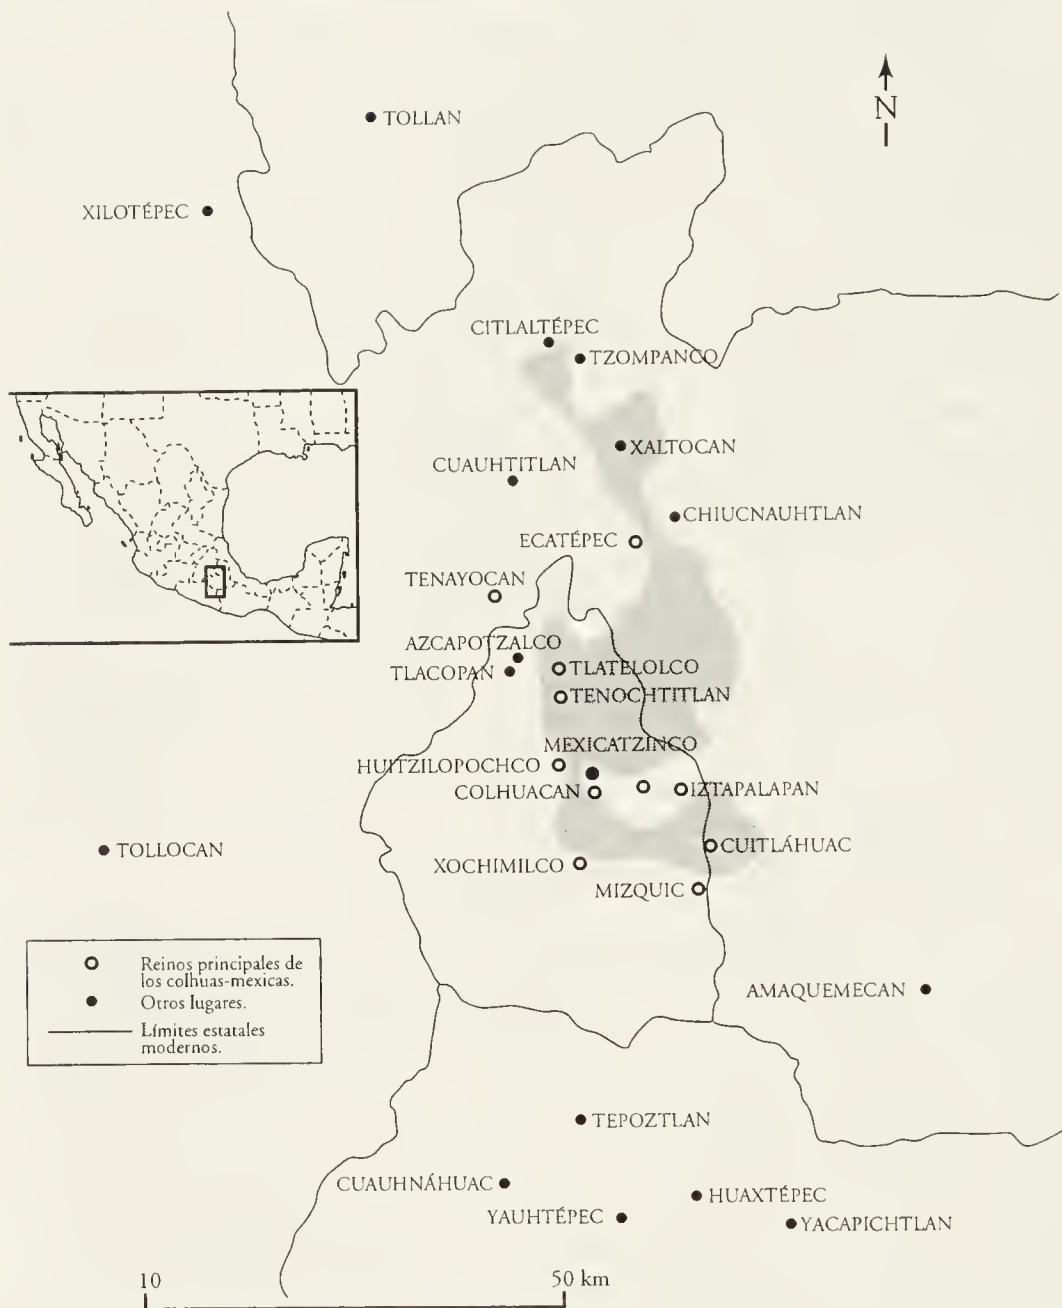 N
TOLLAN
XILOTÉPEC
CITLALTÉPEC
TZOMPANCO
XALTOCAN
CUAUHTITLAN
CHIUCNAUHTLAN
ECATÉPEC
TENAYOCAN
AZCAPOTZALCO
TLATELOLCO
TLACOPAN
TENOCHTITLAN
MEXICATZINCO
HUITZILOPOCHCO
COLHUACAN
IZTAPALAPAN
CUITLÁHUAC
TOLLOCAN
XOCHIMILCO
MIZQUIC
Reinos principales de
los colhuas-mexicas.
Otros lugares.
Límites estatales
modernos.
AMAQUEMECAN
TEPOZTLAN
CUAUHNÁHUAC
HUAXTÉPEC
YAUHTÉPEC
YACAPICHTLAN
10
50 km